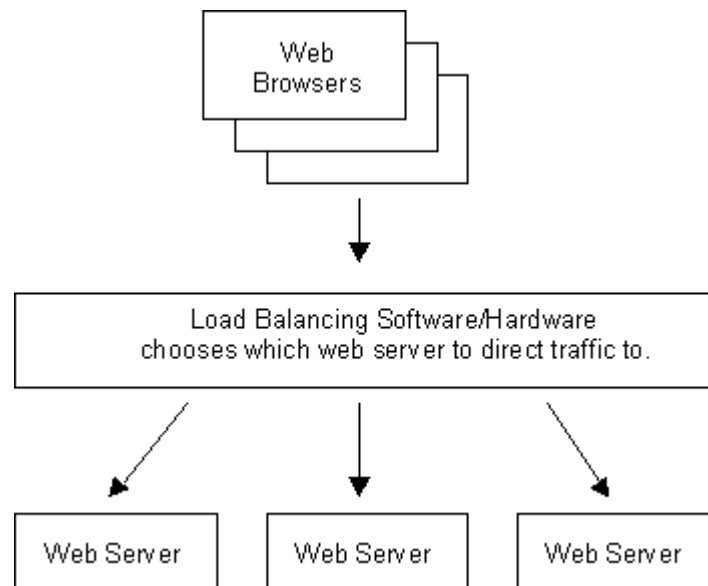 Web
Browsers
Load Balancing Software/Hardware
chooses which web server to direct traffic to.
Web Server
Web Server
Web Server